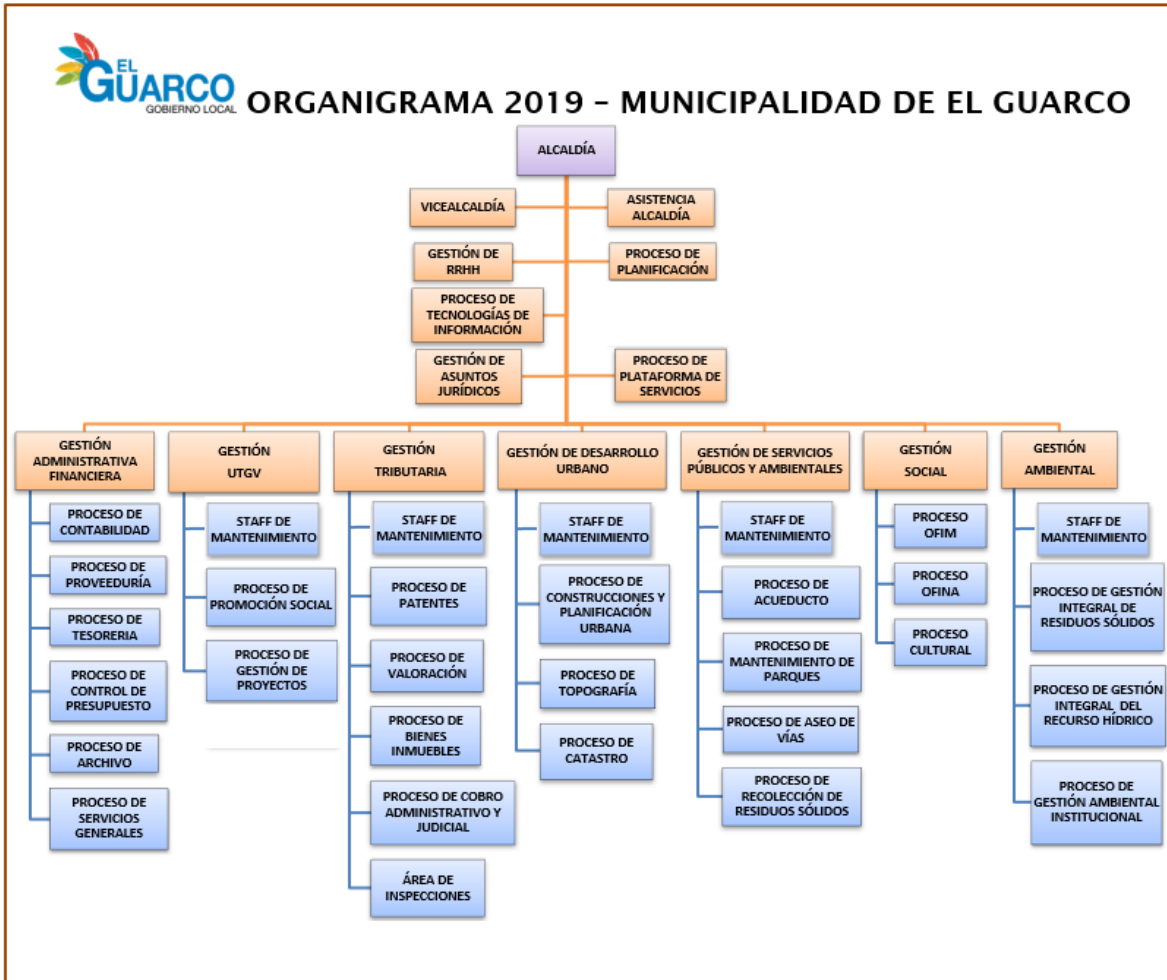 EL
GUARCO
GOBIERNO LOCAL
ORGANIGRAMA 2019 – MUNICIPALIDAD DE EL GUARCO
ALCALDÍA
VICEALCALDÍA
ASISTENCIA
ALCALDÍA
GESTIÓN DE
RRHH
PROCESO DE
PLANIFICACIÓN
PROCESO DE
TECNOLOGÍAS DE
INFORMACIÓN
GESTIÓN DE
ASUNTOS
JURÍDICOS
PROCESO DE
PLATAFORMA DE
SERVICIOS
GESTIÓN
ADMINISTRATIVA
FINANCIERA
PROCESO DE
CONTABILIDAD
PROCESO DE
PROVEEDURÍA
PROCESO DE
TESORERIA
PROCESO DE
CONTROL DE
PRESUPUESTO
PROCESO DE
ARCHIVO
PROCESO DE
SERVICIOS
GENERALES
GESTIÓN
UTGV
STAFF DE
MANTENIMIENTO
PROCESO DE
PROMOCIÓN SOCIAL
PROCESO DE
GESTIÓN DE
PROYECTOS
GESTIÓN
TRIBUTARIA
STAFF DE
MANTENIMIENTO
PROCESO DE
PATENTES
PROCESO DE
VALORACIÓN
PROCESO DE
BIENES
INMUEBLES
PROCESO DE COBRO
ADMINISTRATIVO Y
JUDICIAL
ÁREA DE
INSPECCIONES
GESTIÓN DE DESARROLLO
URBANO
STAFF DE
MANTENIMIENTO
PROCESO DE
CONSTRUCCIONES Y
PLANIFICACIÓN
URBANA
PROCESO DE
TOPOGRAFÍA
PROCESO DE
CATASTRO
GESTIÓN DE SERVICIOS
PÚBLICOS Y AMBIENTALES
STAFF DE
MANTENIMIENTO
PROCESO DE
ACUEDUCTO
PROCESO DE
MANTENIMIENTO DE
PARQUES
PROCESO DE ASEO DE
VÍAS
PROCESO DE
RECOLECCIÓN DE
RESIDUOS SÓLIDOS
GESTIÓN
SOCIAL
PROCESO
OFIM
PROCESO
OFINA
PROCESO
CULTURAL
GESTIÓN
AMBIENTAL
STAFF DE
MANTENIMIENTO
PROCESO DE GESTIÓN
INTEGRAL DE
RESIDUOS SÓLIDOS
PROCESO DE GESTIÓN
INTEGRAL DEL
RECURSO HÍDRICO
PROCESO DE
GESTIÓN AMBIENTAL
INSTITUCIONAL